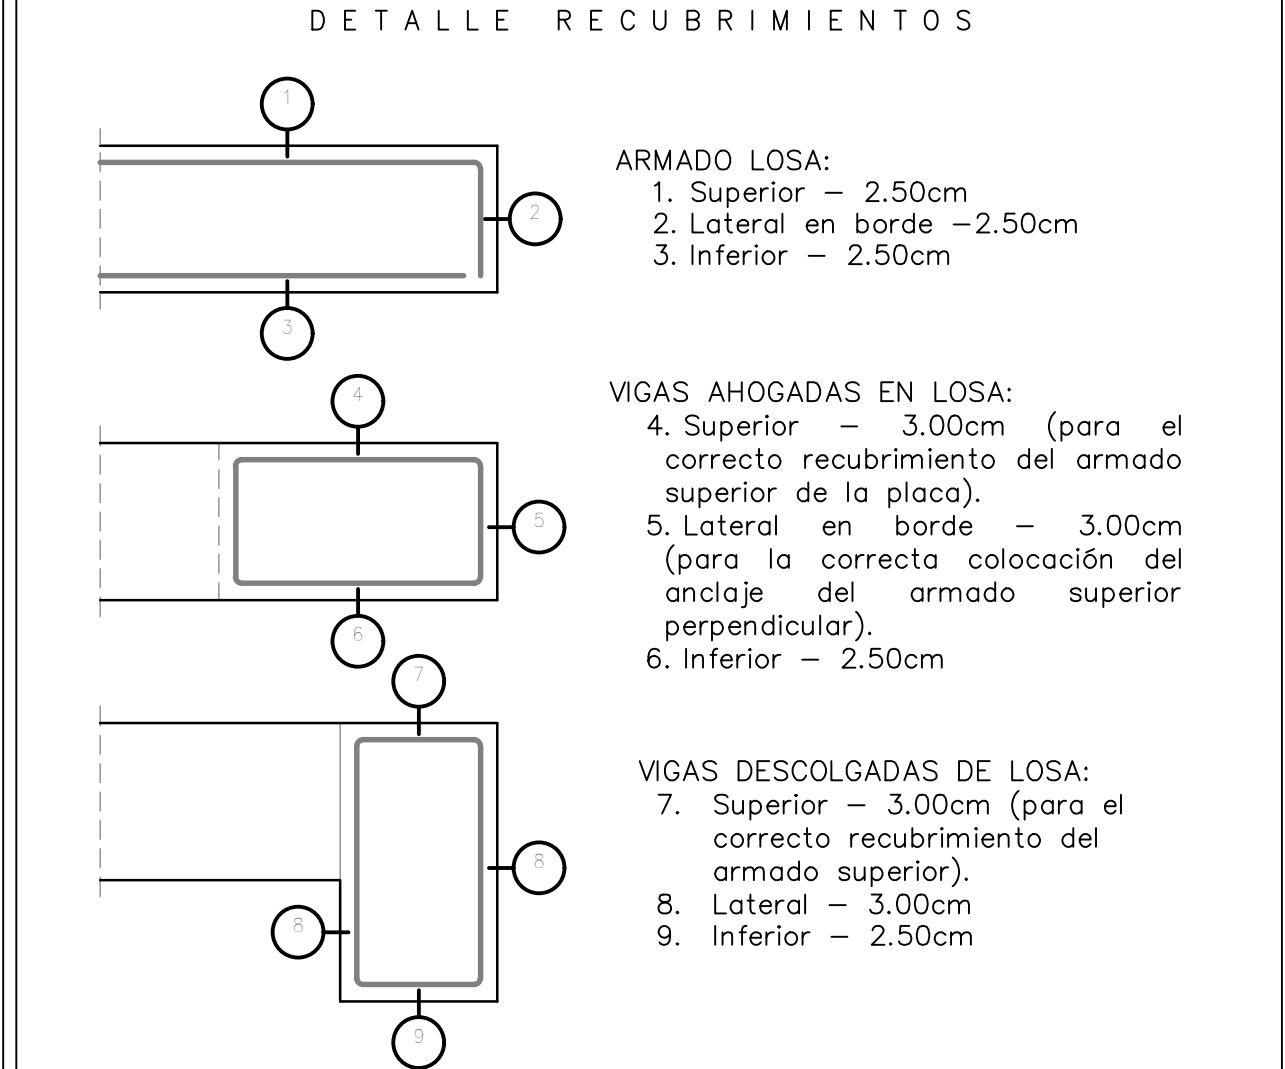 DETALLE RECUBRIMIENTOS
1
2
3
ARMADO LOSA:
1. Superior – 2.50cm
2. Lateral en borde –2.50cm
3. Inferior – 2.50cm
4
5
6
VIGAS AHOGADAS EN LOSA:
4. Superior – 3.00cm (para el
correcto recubrimiento del armado
superior de la placa).
5. Lateral en borde – 3.00cm
(para la correcta colocación del
anclaje del armado superior
perpendicular).
6. Inferior – 2.50cm
7
8
8
9
VIGAS DESCOLGADAS DE LOSA:
7. Superior – 3.00cm (para el
correcto recubrimiento del
armado superior).
8. Lateral – 3.00cm
9. Inferior – 2.50cm